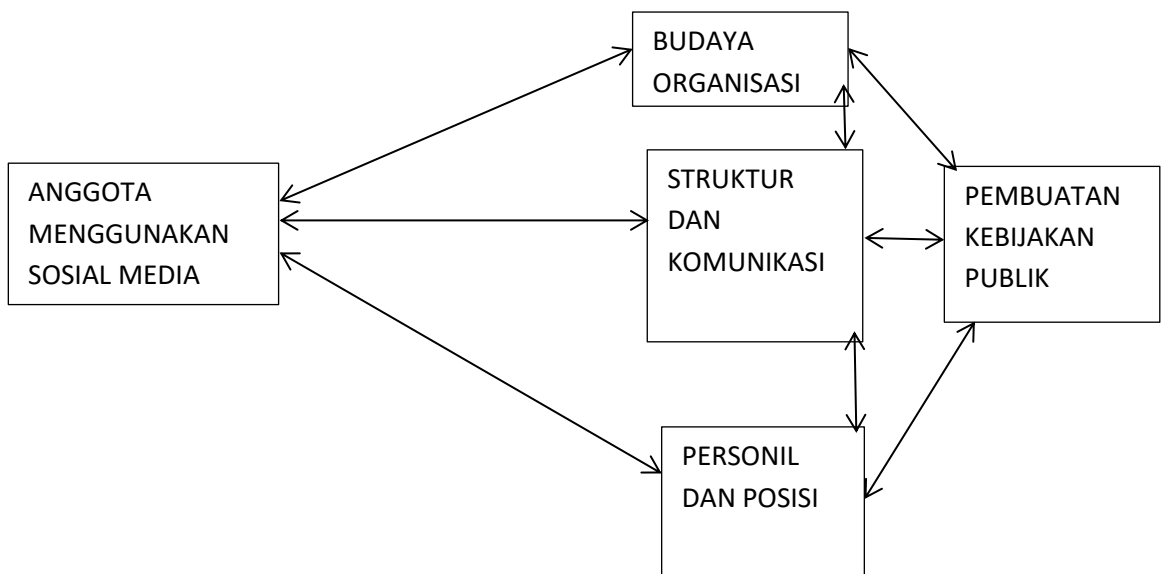 BUDAYA
ORGANISASI
ANGGOTA
MENGGUNAKAN
SOSIAL MEDIA
STRUKTUR
DAN
KOMUNIKASI
PEMBUATAN
KEBIJAKAN
PUBLIK
PERSONIL
DAN POSISI